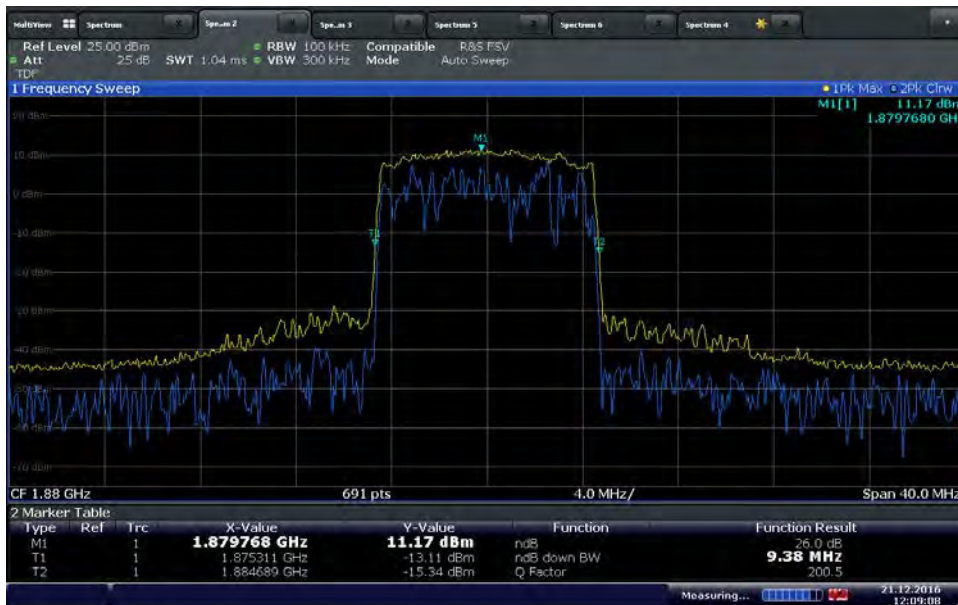 MultiView Spectrum X Spe...m 2 X Spe...m 3 X Spectrum 5 X Spectrum 6 X Spectrum 4 X
Ref Level 25.00 dBm RBW 100 kHz Compatible R&S FSV
Att 25 dB SWT 1.04 ms VBW 300 kHz Mode Auto Sweep
TDF
1 Frequency Sweep 1Pk Max 2Pk Clrw
M1[1] 11.17 dBm
1.8797680 GH
20 dBm
M1
10 dBm
0 dBm
-10 dBm
T1 T2
-20 dBm
-30 dBm
-40 dBm
-50 dBm
-60 dBm
-70 dBm
CF 1.88 GHz 691 pts 4.0 MHz/ Span 40.0 MHz
2 Marker Table
Type Ref Trc X-Value Y-Value Function Function Result
M1 1 1.879768 GHz 11.17 dBm ndB 26.0 dB
T1 1 1.875311 GHz -13.11 dBm ndB down BW 9.38 MHz
T2 1 1.884689 GHz -15.34 dBm Q Factor 200.5
Measuring... 21.12.2016
12:09:08